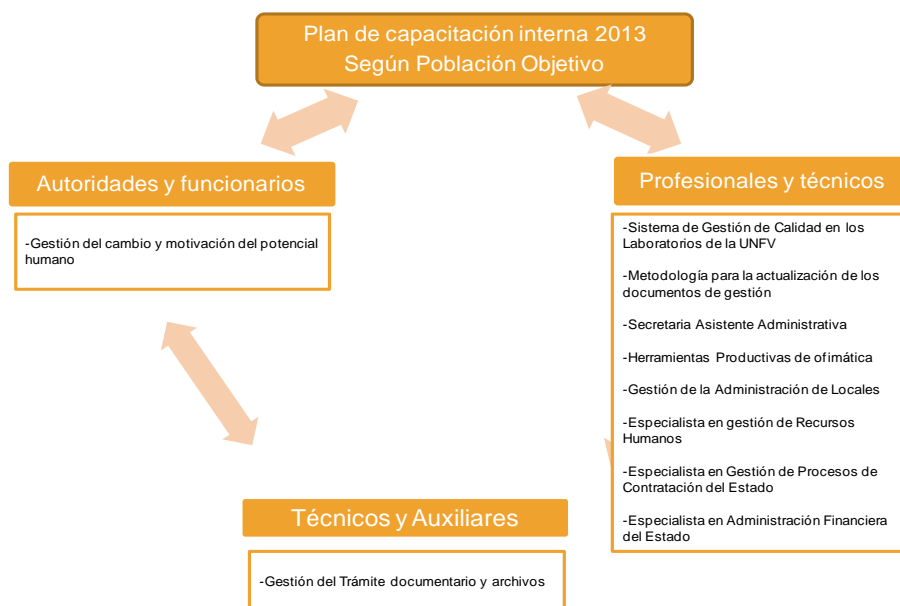 Plan de capacitación interna 2013
Según Población Objetivo
Autoridades y funcionarios
-Gestión del cambio y motivación del potencial
humano
Profesionales y técnicos
-Sistema de Gestión de Calidad en los
Laboratorios de la UNFV
-Metodología para la actualización de los
documentos de gestión
-Secretaria Asistente Administrativa
-Herramientas Productivas de ofimática
-Gestión de la Administración de Locales
-Especialista en gestión de Recursos
Humanos
-Especialista en Gestión de Procesos de
Contratación del Estado
-Especialista en Administración Financiera
del Estado
Técnicos y Auxiliares
-Gestión del Trámite documentario y archivos